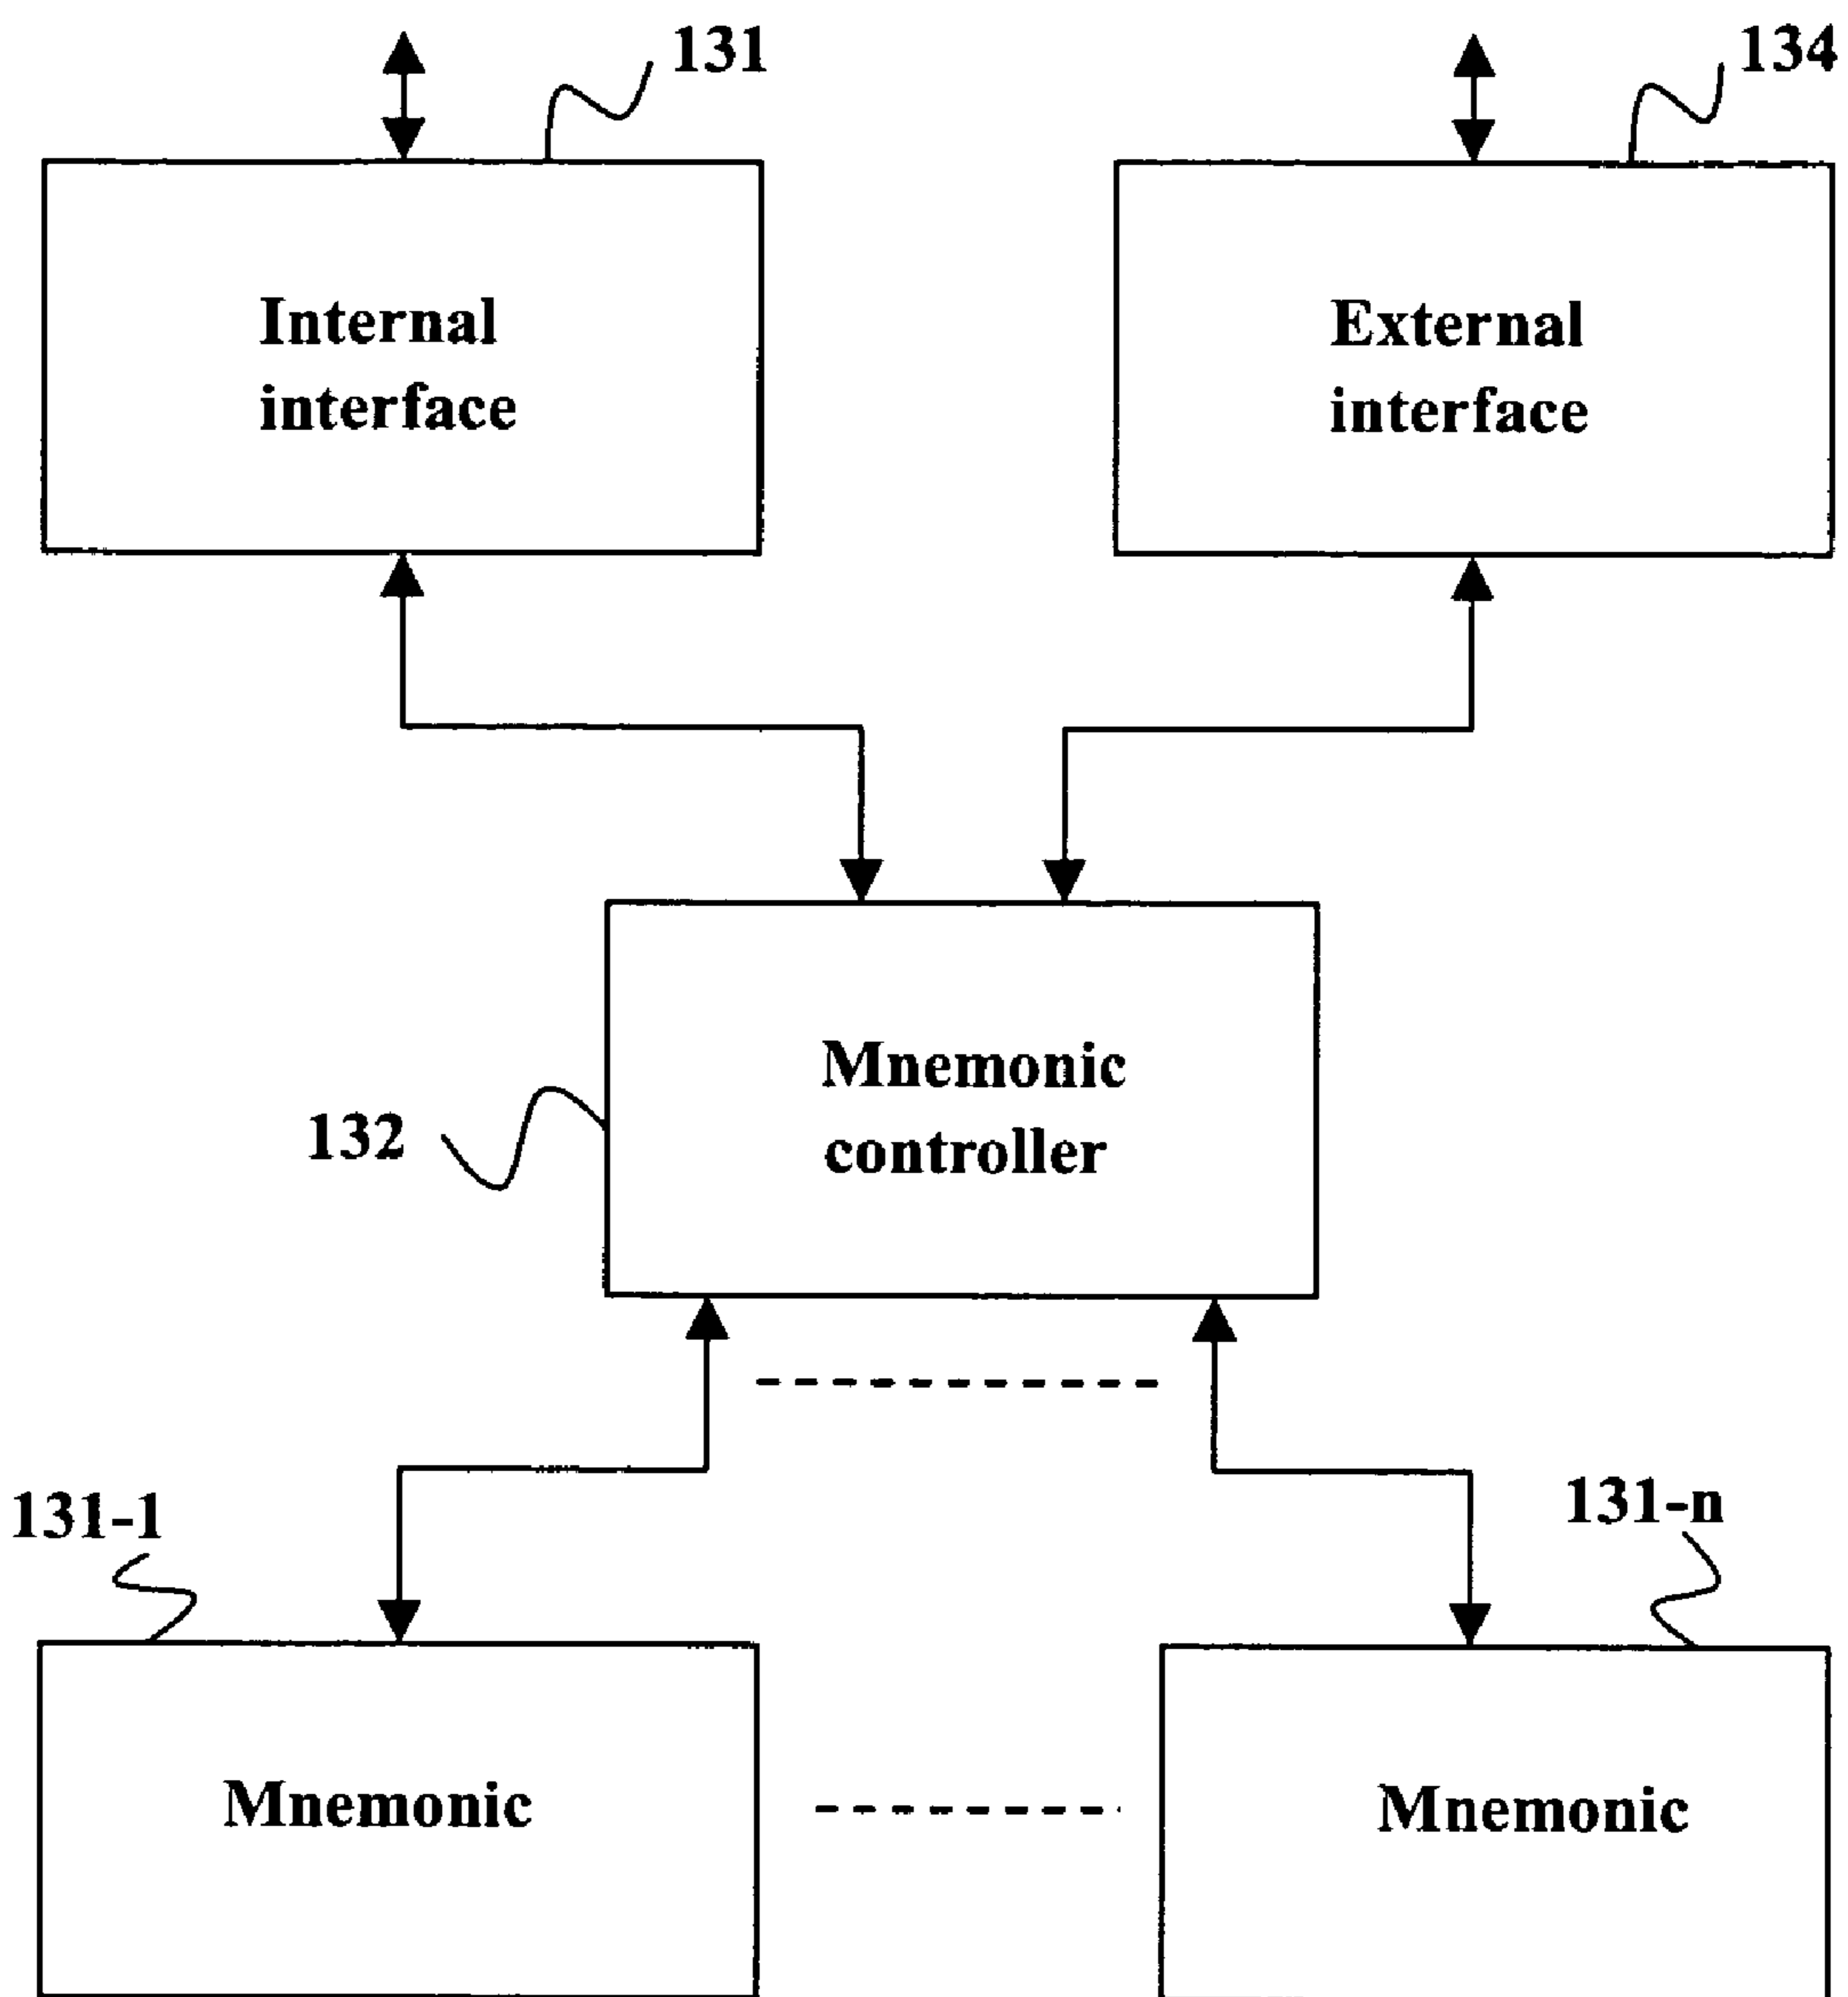 131
134
Internal
interface
External
interface
Mnemonic
controller
132
131-1
131-n
Mnemonic
Mnemonic